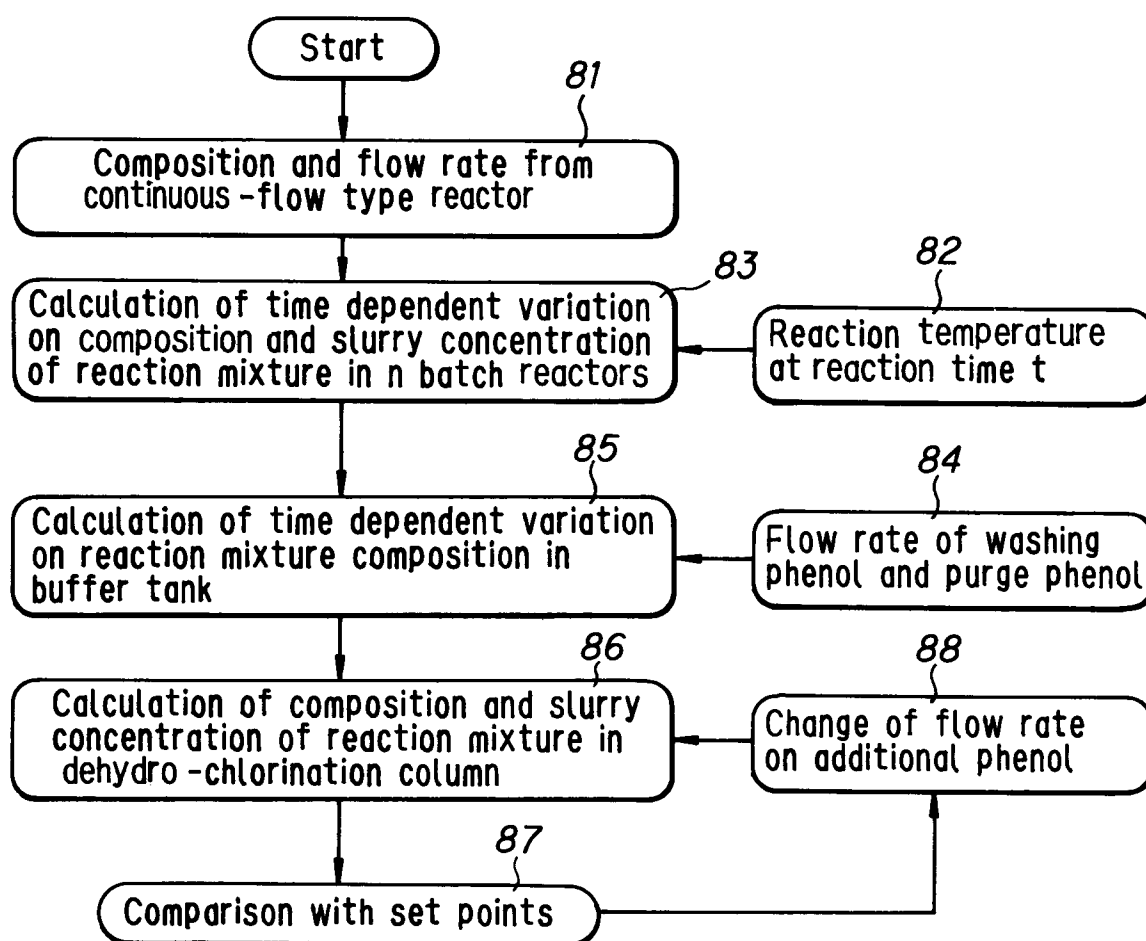 Start
81
Composition and flow rate from
continuous-flow type reactor
83
Calculation of time dependent variation
on composition and slurry concentration
of reaction mixture in n batch reactors
82
Reaction temperature
at reaction time t
85
Calculation of time dependent variation
on reaction mixture composition in
buffer tank
84
Flow rate of washing
phenol and purge phenol
86
Calculation of composition and slurry
concentration of reaction mixture in
dehydro-chlorination column
88
Change of flow rate
on additional phenol
87
Comparison with set points